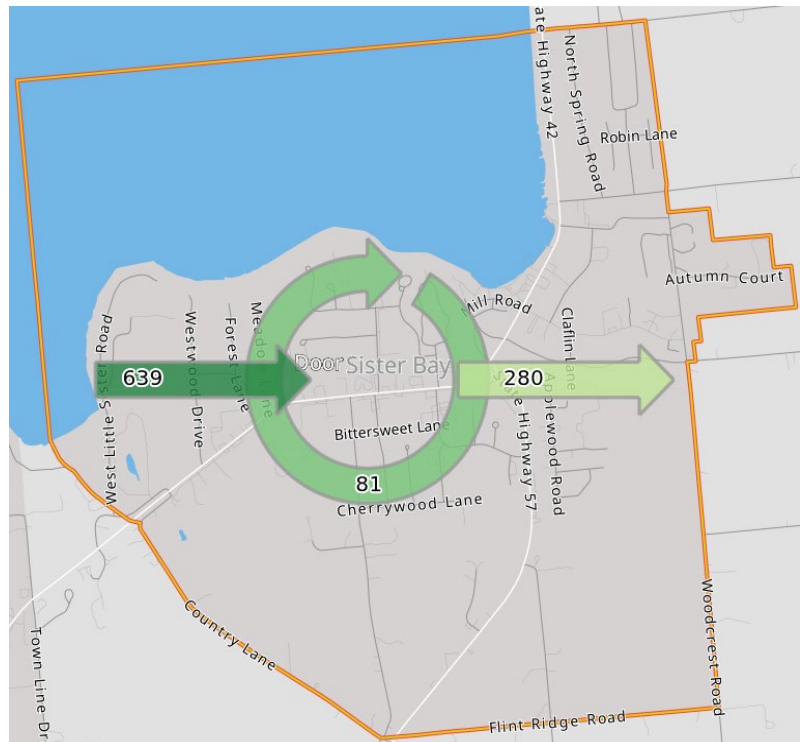 State Highway 42
North Spring Road
Robin Lane
Autumn Court
Mill Road
Claflin Lane
West Little Sister Road
Westwood Drive
Forest Lane
Meadow Lane
Door
Sister Bay
639
280
Bittersweet Lane
State Highway 57
Applewood Road
81
Cherrywood Lane
Country Lane
Town Line Dr
Woodcrest Road
Flint Ridge Road